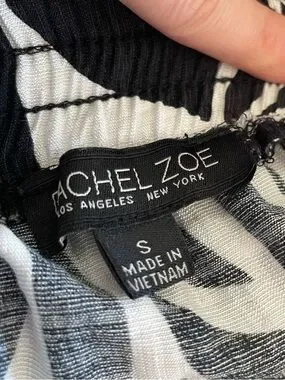 RACHEL ZOE
LOS ANGELES NEW YORK
S
MADE IN
VIETNAM